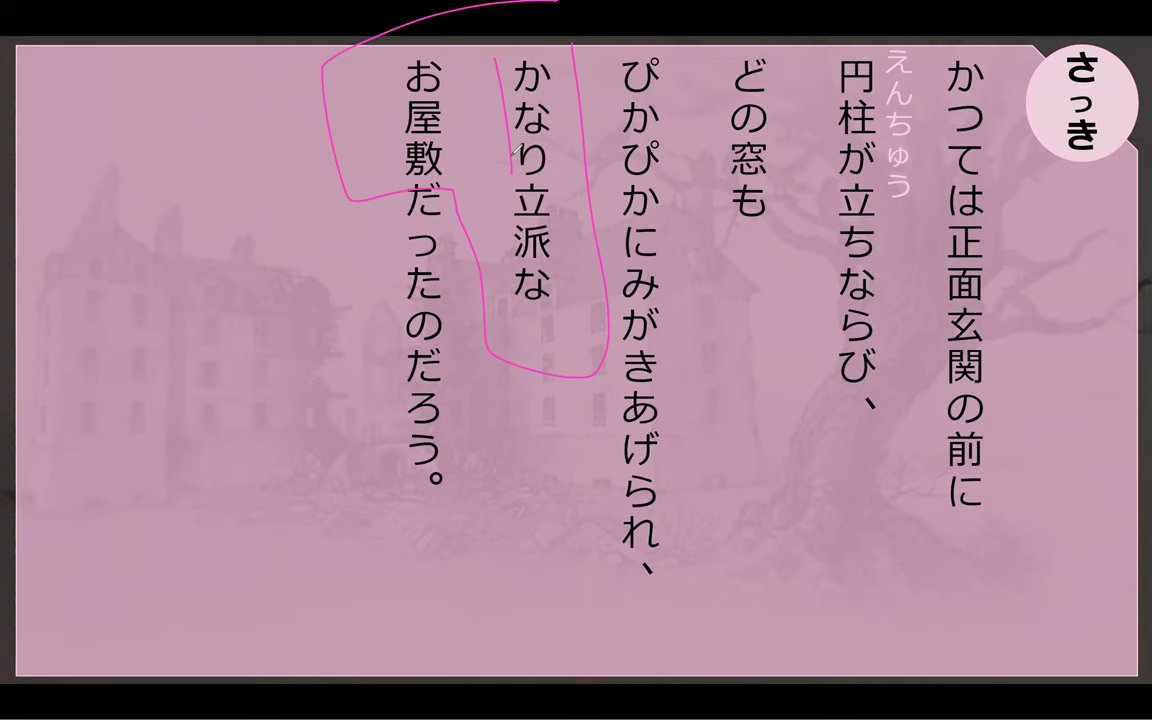 さっき
かつては正面玄関の前に
えんちゅう
円柱が立ちならび、
どの窓も
ぴかぴかにみがきあげられ、
かなり立派な
お屋敷だったのだろう。